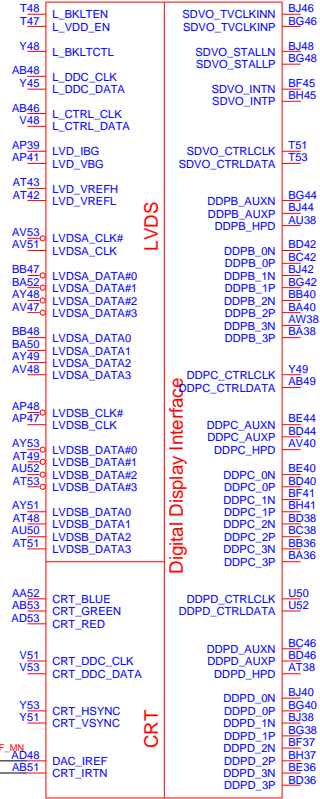 T48 L_BKLTEN SDVO_TVCLKINN BJ46
T47 L_VDD_EN SDVO_TVCLKINP BG46
Y48 L_BKLTCTL SDVO_STALLN BJ48
SDVO_STALLP BG48
AB48 L_DDC_CLK
Y45 L_DDC_DATA SDVO_INTN BF45
SDVO_INTP BH45
AB46 L_CTRL_CLK
V48 L_CTRL_DATA
AP39 LVD_IBG SDVO_CTRLCLK T51
AP41 LVD_VBG SDVO_CTRLDATA T53
AT43 LVD_VREFH
AT42 LVD_VREFL DDPB_AUXN BG44
DDPB_AUXP BJ44
DDPB_HPD AU38
LVDS
AV53 LVDSA_CLK#
AV51 LVDSA_CLK DDPB_0N BD42
DDPB_0P BC42
BB47 LVDSA_DATA#0 DDPB_1N BJ42
BA52 LVDSA_DATA#1 DDPB_1P BG42
AY48 LVDSA_DATA#2 DDPB_2N BB40
AV47 LVDSA_DATA#3 DDPB_2P BA40
DDPB_3N AW38
BB48 LVDSA_DATA0 DDPB_3P BA38
BA50 LVDSA_DATA1
AY49 LVDSA_DATA2
AV48 LVDSA_DATA3 DDPC_CTRLCLK Y49
DDPC_CTRLDATA AB49
AP48 LVDSB_CLK#
AP47 LVDSB_CLK DDPC_AUXN BE44
DDPC_AUXP BD44
DDPC_HPD AV40
Digital Display Interface
AY53 LVDSB_DATA#0
AT49 LVDSB_DATA#1
AU52 LVDSB_DATA#2 DDPC_0N BE40
AT53 LVDSB_DATA#3 DDPC_0P BD40
DDPC_1N BF41
AY51 LVDSB_DATA0 DDPC_1P BH41
AT48 LVDSB_DATA1 DDPC_2N BD38
AU50 LVDSB_DATA2 DDPC_2P BC38
AT51 LVDSB_DATA3 DDPC_3N BB36
DDPC_3P BA36
AA52 CRT_BLUE DDPD_CTRLCLK U50
AB53 CRT_GREEN DDPD_CTRLDATA U52
AD53 CRT_RED
DDPD_AUXN BC46
V51 CRT_DDC_CLK DDPD_AUXP BD46
V53 CRT_DDC_DATA DDPD_HPD AT38
DDPD_0N BJ40
Y53 CRT_HSYNC DDPD_0P BG40
Y51 CRT_VSYNC DDPD_1N BJ38
CRT
DDPD_1P BG38
F_MN DDPD_2N BF37
AD48 DAC_IREF DDPD_2P BH37
AB51 CRT_IRTN DDPD_3N BE36
DDPD_3P BD36